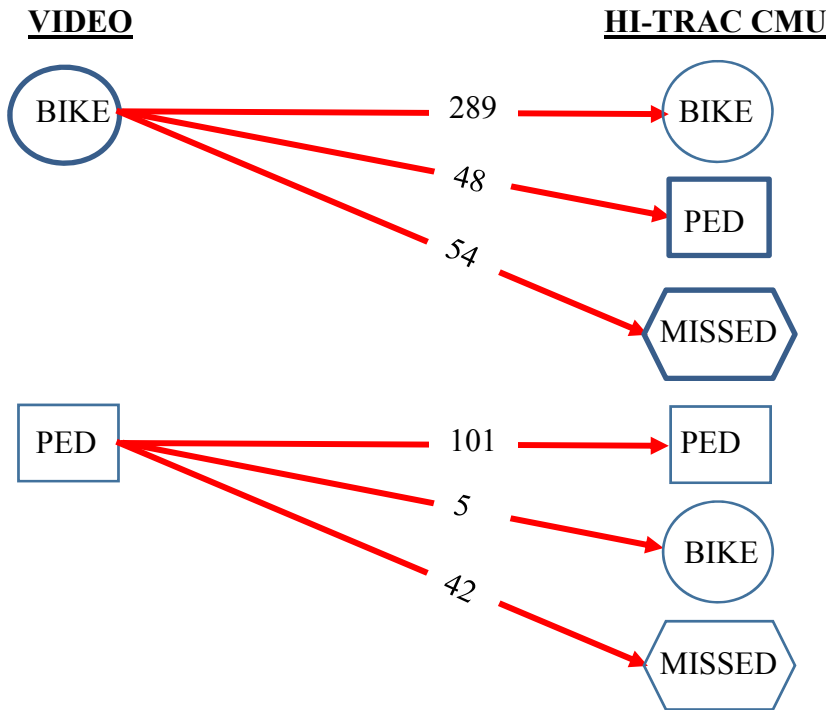 VIDEO HI-TRAC CMU
BIKE 289 BIKE
48 PED
54 MISSED
PED 101 PED
5 BIKE
42 MISSED